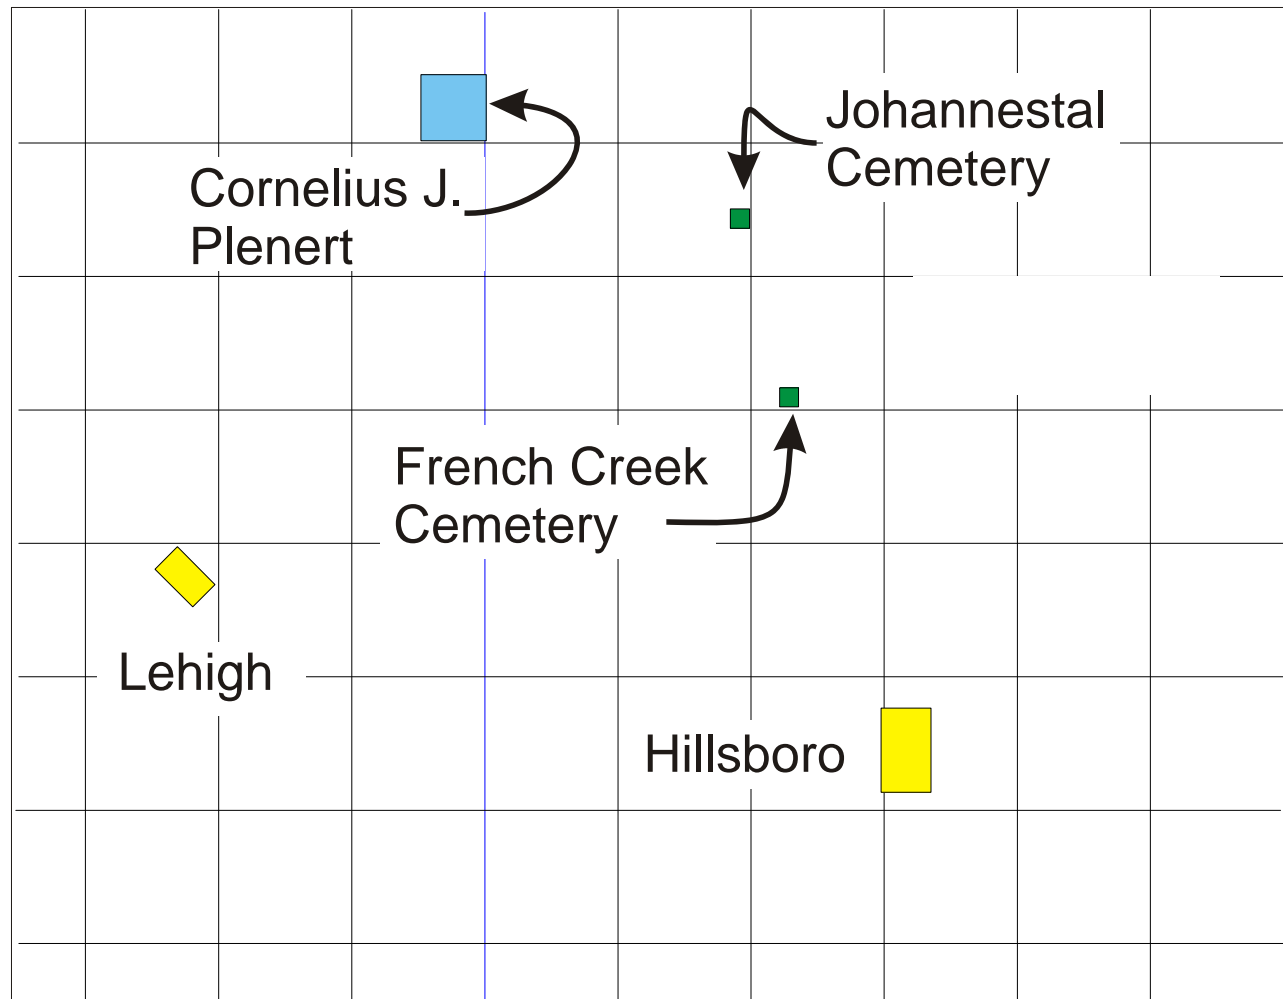 Johannestal
Cemetery
Cornelius J.
Plenert
French Creek
Cemetery
Lehigh
Hillsboro